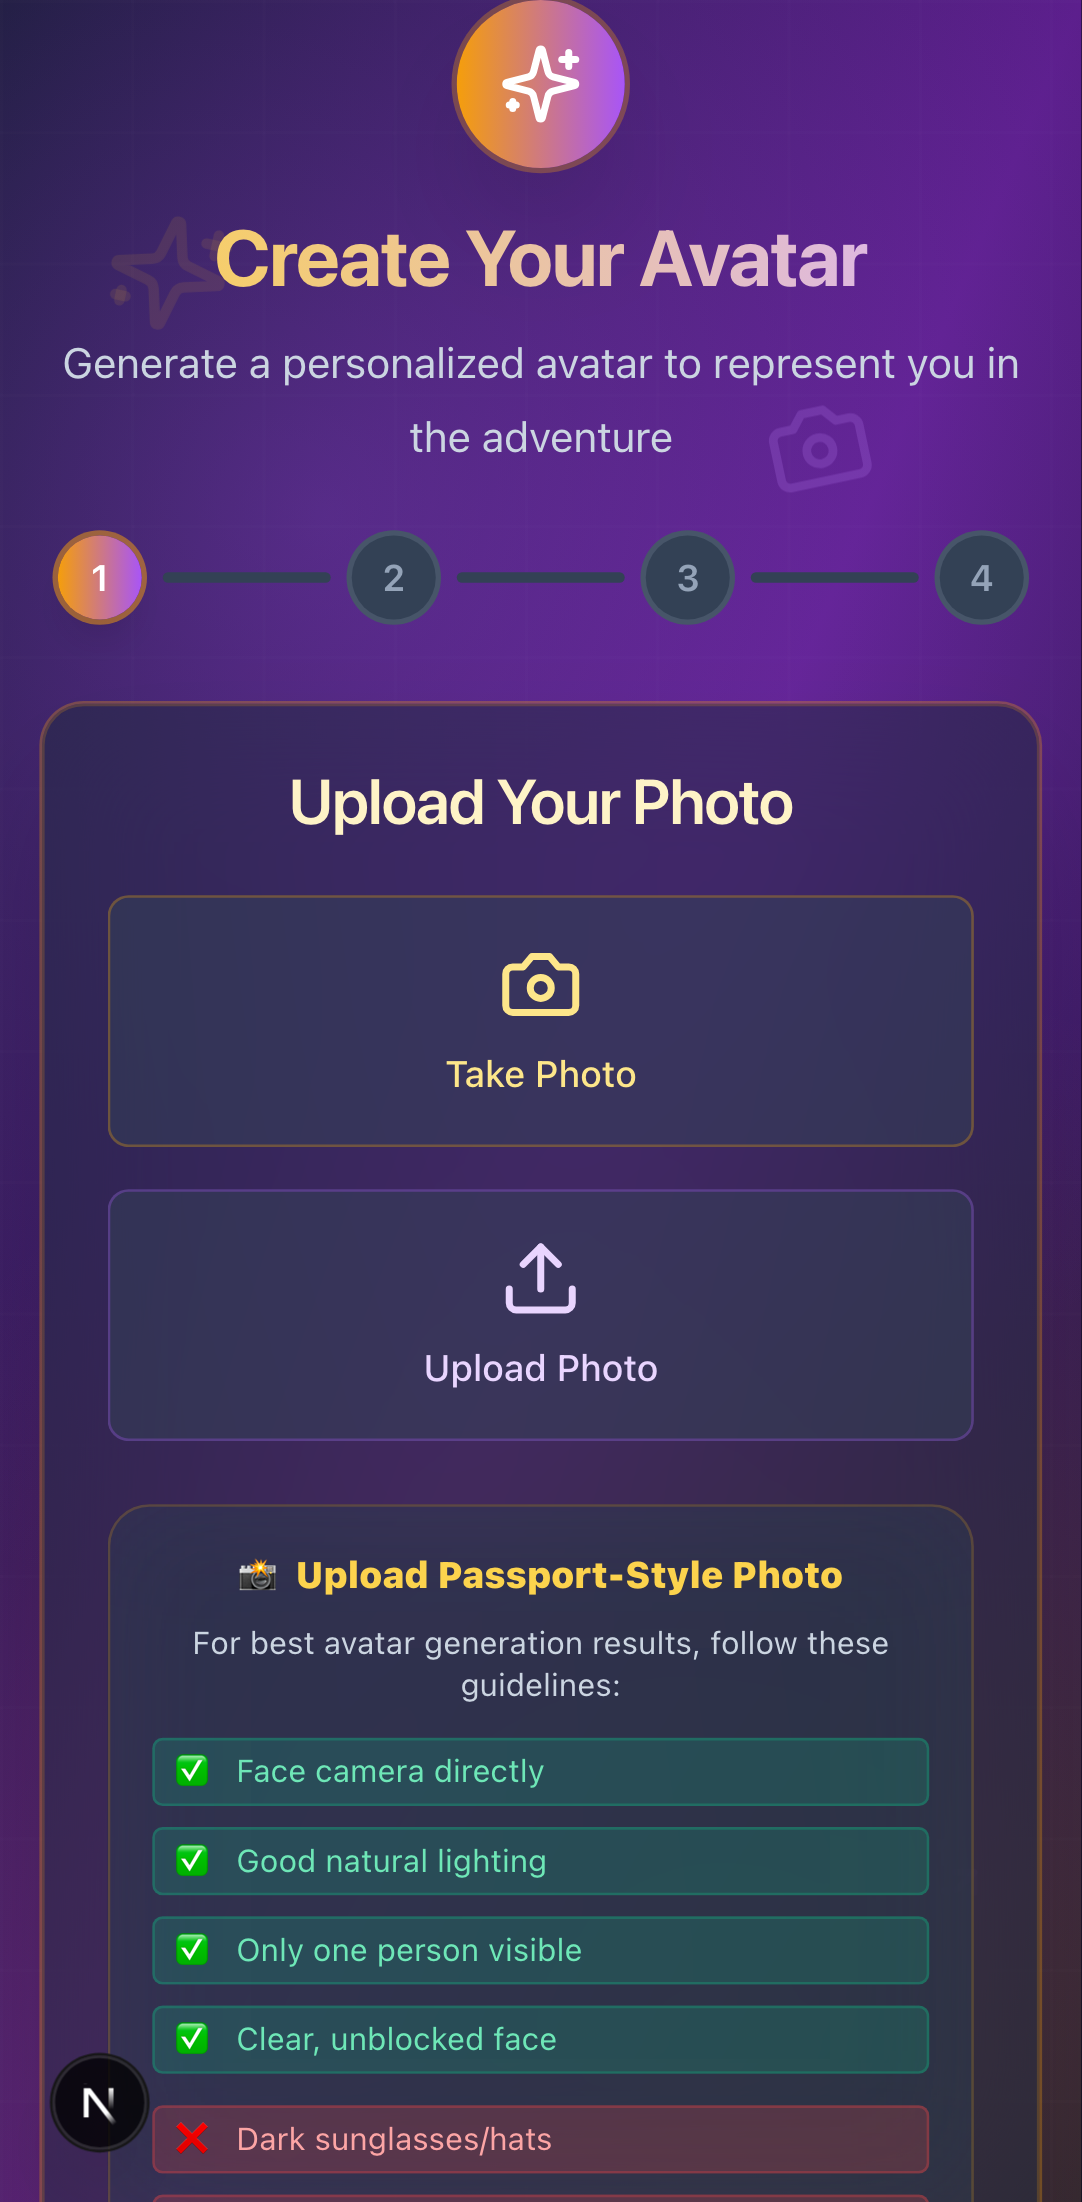 Create Your Avatar
Generate a personalized avatar to represent you in
the adventure
1 2 3 4
Upload Your Photo
Take Photo
Upload Photo
Upload Passport-Style Photo
For best avatar generation results, follow these
guidelines:
Face camera directly
Good natural lighting
Only one person visible
Clear, unblocked face
N
Dark sunglasses/hats